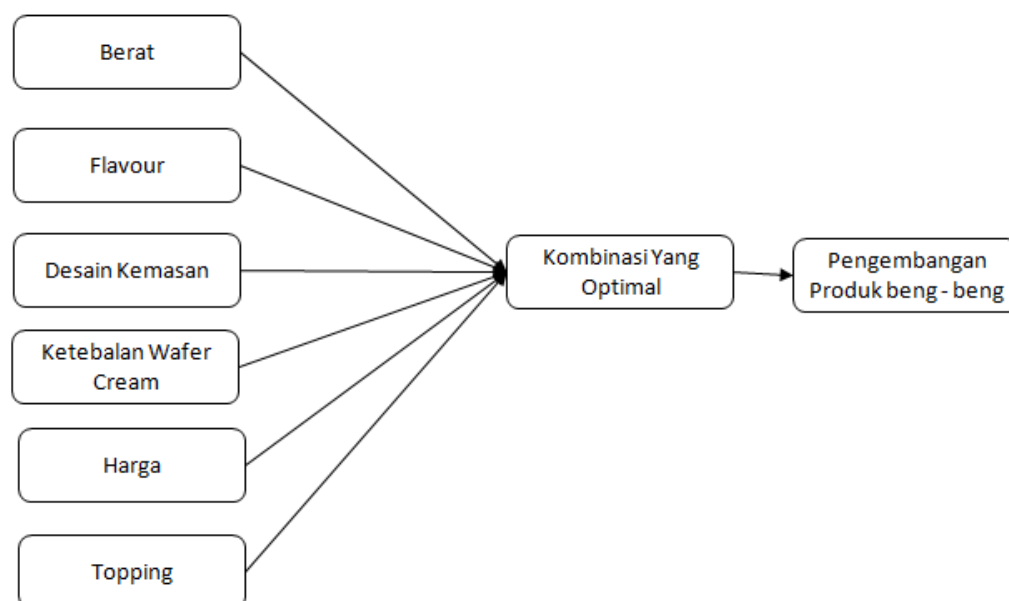 Berat
Flavour
Desain Kemasan
Ketebalan Wafer
Cream
Harga
Topping
Kombinasi Yang
Optimal
Pengembangan
Produk beng - beng